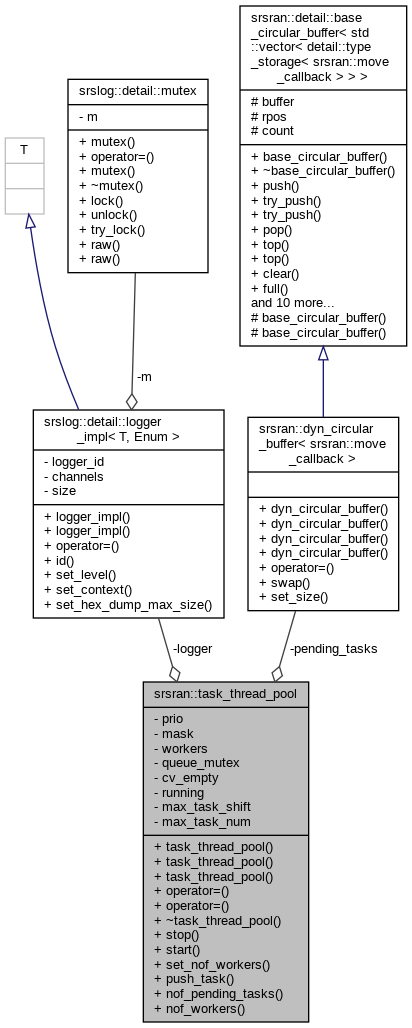 srsran::detail::base
_circular_buffer< std
::vector< detail::type
_storage< srsran::move
_callback > > >
# buffer
# rpos
# count
+ base_circular_buffer()
+ ~base_circular_buffer()
+ push()
+ try_push()
+ try_push()
+ pop()
+ top()
+ top()
+ clear()
+ full()
and 10 more...
# base_circular_buffer()
# base_circular_buffer()
srslog::detail::mutex
- m
+ mutex()
+ operator=()
+ mutex()
+ ~mutex()
+ lock()
+ unlock()
+ try_lock()
+ raw()
+ raw()
T
-m
srslog::detail::logger
_impl< T, Enum >
- logger_id
- channels
- size
+ logger_impl()
+ logger_impl()
+ operator=()
+ id()
+ set_level()
+ set_context()
+ set_hex_dump_max_size()
srsran::dyn_circular
_buffer< srsran::move
_callback >
+ dyn_circular_buffer()
+ dyn_circular_buffer()
+ dyn_circular_buffer()
+ dyn_circular_buffer()
+ operator=()
+ swap()
+ set_size()
-logger
-pending_tasks
srsran::task_thread_pool
- prio
- mask
- workers
- queue_mutex
- cv_empty
- running
- max_task_shift
- max_task_num
+ task_thread_pool()
+ task_thread_pool()
+ task_thread_pool()
+ operator=()
+ operator=()
+ ~task_thread_pool()
+ stop()
+ start()
+ set_nof_workers()
+ push_task()
+ nof_pending_tasks()
+ nof_workers()